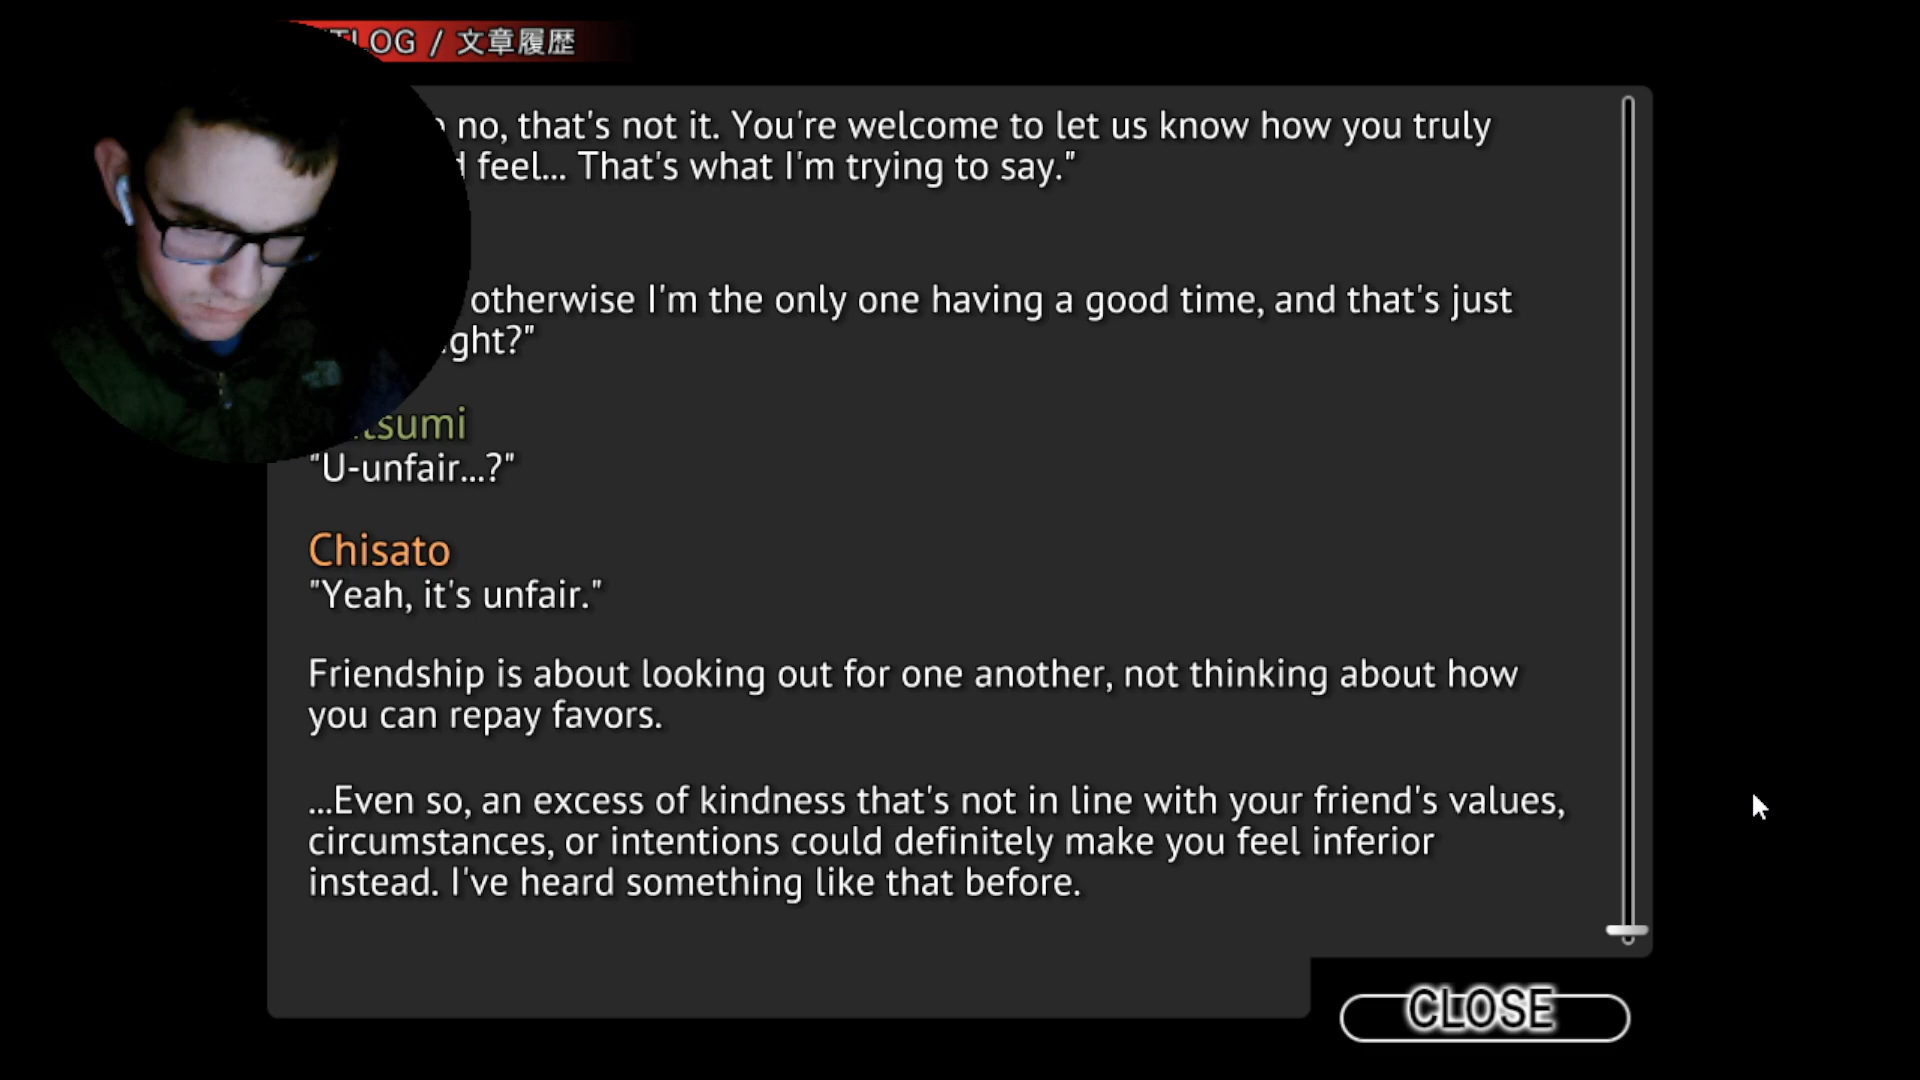 LOG / 文章履歴
no, that's not it. You're welcome to let us know how you truly
feel... That's what I'm trying to say."
otherwise I'm the only one having a good time, and that's just
"U-unfair...?"
Chisato
"Yeah, it's unfair."
Friendship is about looking out for one another, not thinking about how
you can repay favors.
...Even so, an excess of kindness that's not in line with your friend's values,
circumstances, or intentions could definitely make you feel inferior
instead. I've heard something like that before.
CLOSE